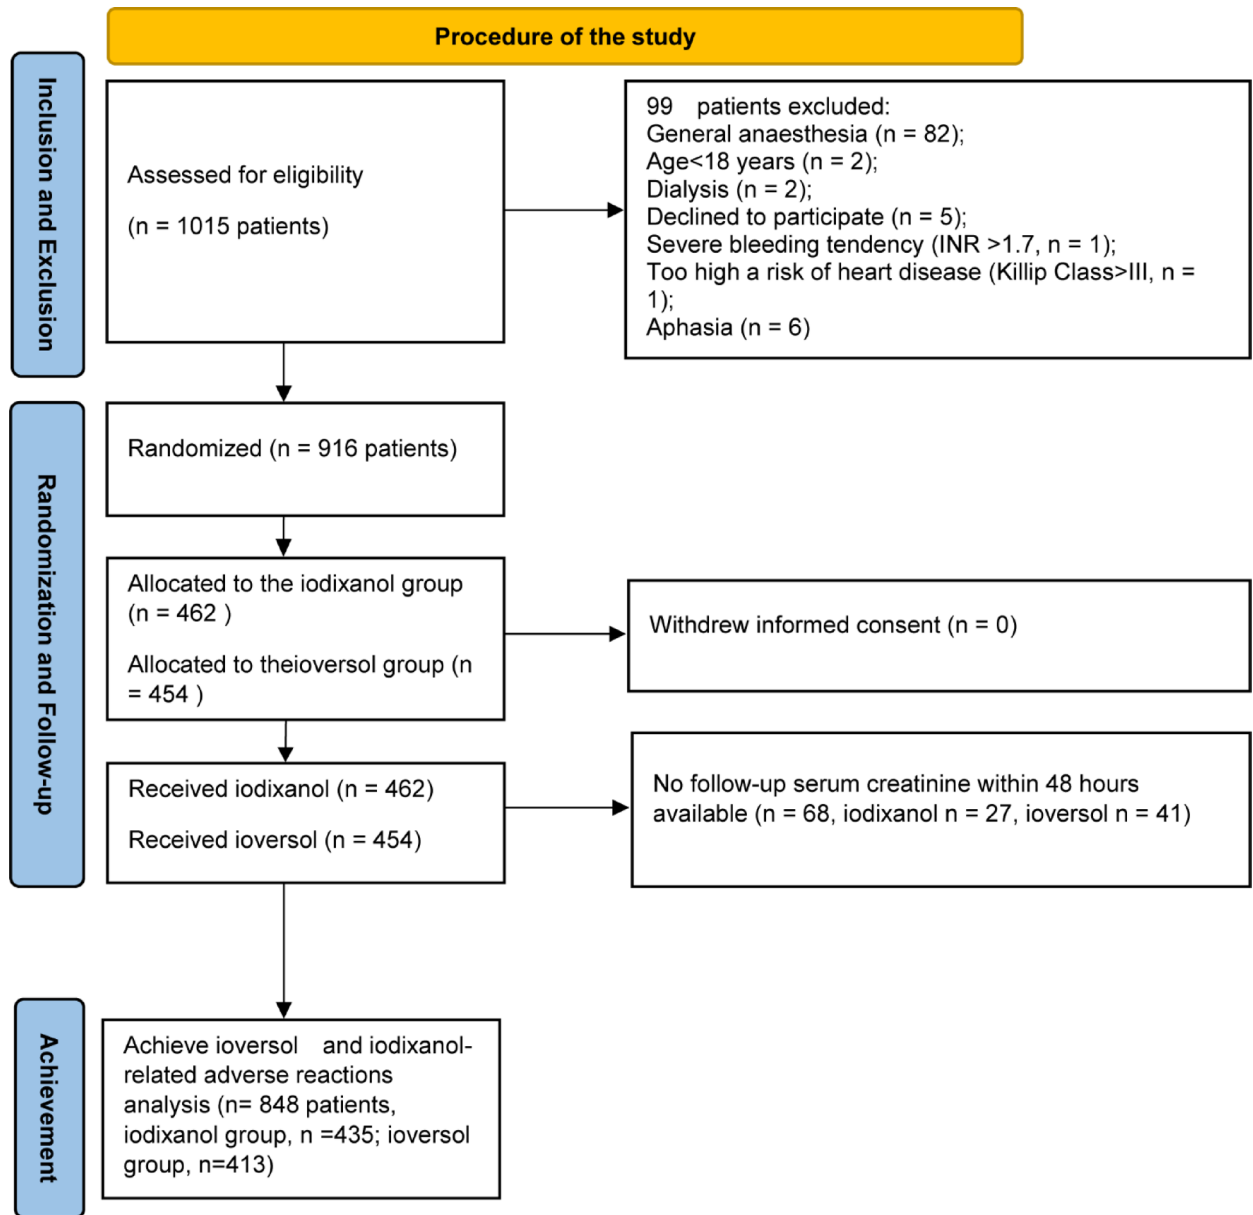 Procedure of the study
Inclusion and Exclusion
Assessed for eligibility
(n = 1015 patients)
99 patients excluded:
General anaesthesia (n = 82);
Age<18 years (n = 2);
Dialysis (n = 2);
Declined to participate (n = 5);
Severe bleeding tendency (INR >1.7, n = 1);
Too high a risk of heart disease (Killip Class>III, n =
1);
Aphasia (n = 6)
Randomization and Follow-up
Randomized (n = 916 patients)
Allocated to the iodixanol group
(n = 462 )
Allocated to theioversol group (n
= 454 )
Withdrew informed consent (n = 0)
Received iodixanol (n = 462)
Received ioversol (n = 454)
No follow-up serum creatinine within 48 hours
available (n = 68, iodixanol n = 27, ioversol n = 41)
Achievement
Achieve ioversol and iodixanol-
related adverse reactions
analysis (n= 848 patients,
iodixanol group, n =435; ioversol
group, n=413)